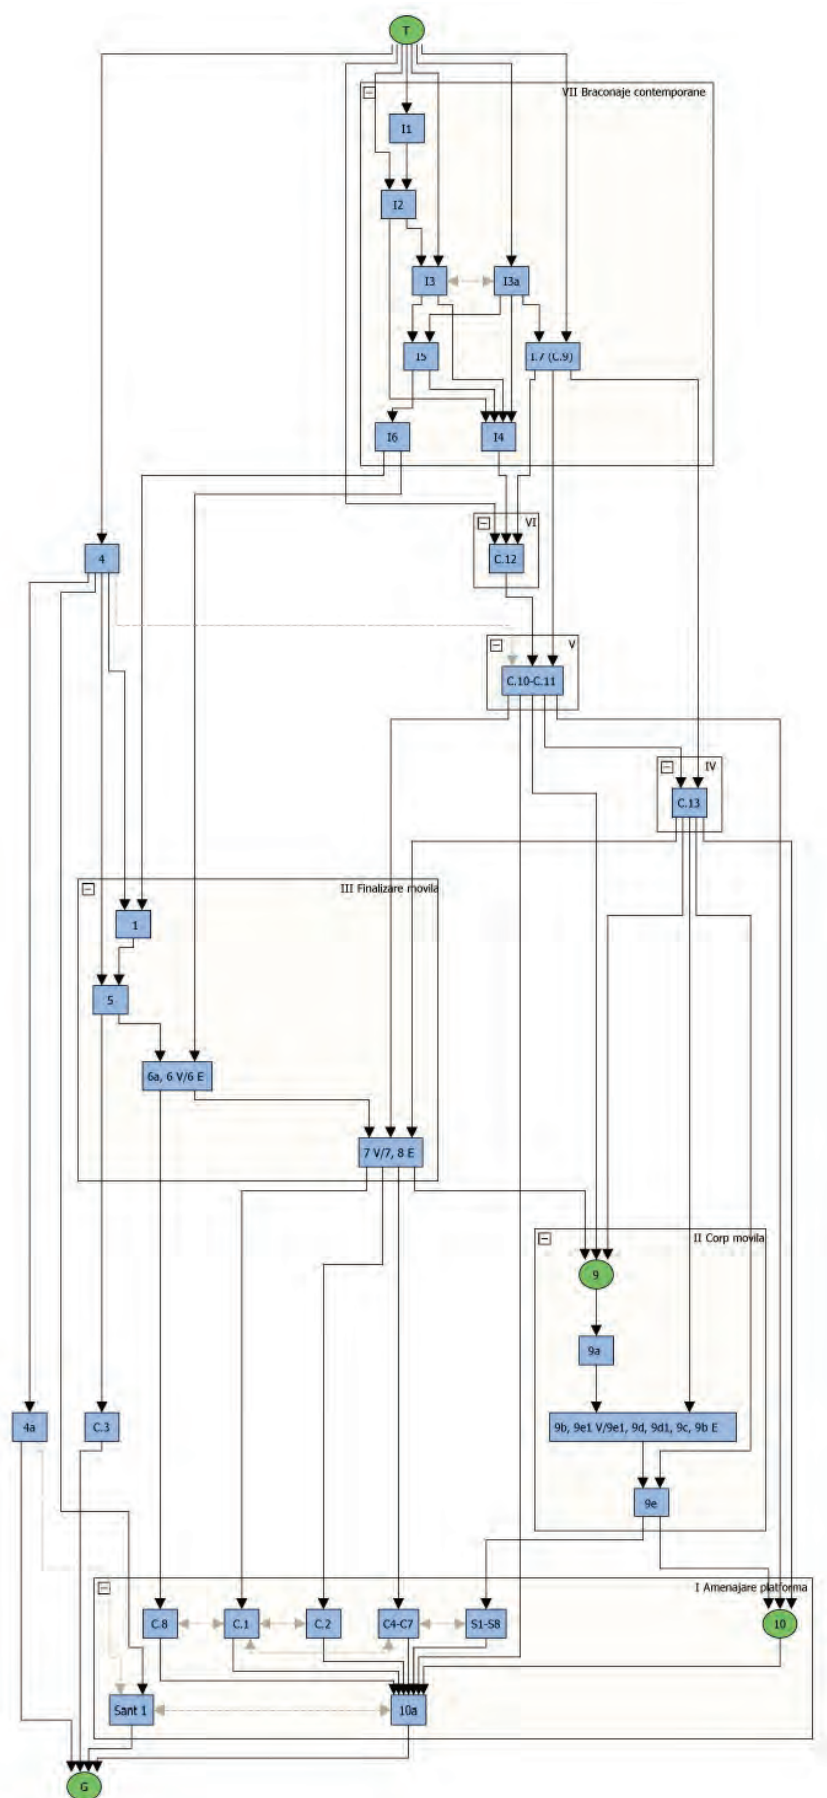 T
VII Braconaje contemporane
I1
I2
I3
I3a
I5
I.7 (C.9)
I6
I4
VI
C.12
4
V
C.10-C.11
IV
C.13
III Finalizare movila
1
5
6a, 6 V/6 E
7 V/7, 8 E
II Corp movila
9
9a
4a
C.3
9b, 9e1 V/9e1, 9d, 9d1, 9c, 9b E
9e
I Amenajare platforma
C.8
C.1
C.2
C4-C7
S1-S8
10
Sant 1
10a
G